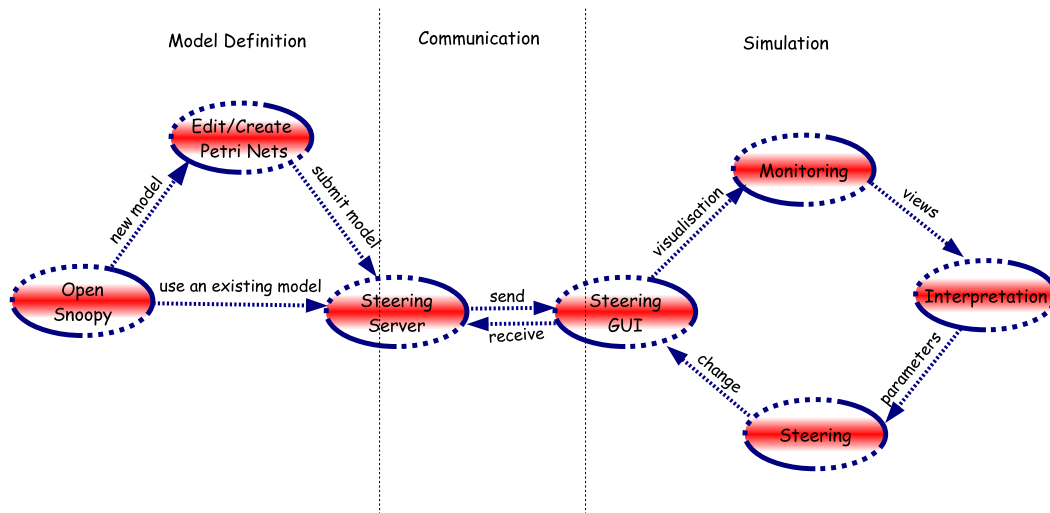 Model Definition
Communication
Simulation
Edit/Create
Petri Nets
new model
submit model
Open
Snoopy
use an existing model
Steering
Server
send
receive
Steering
GUI
visualisation
Monitoring
views
Interpretation
parameters
Steering
change